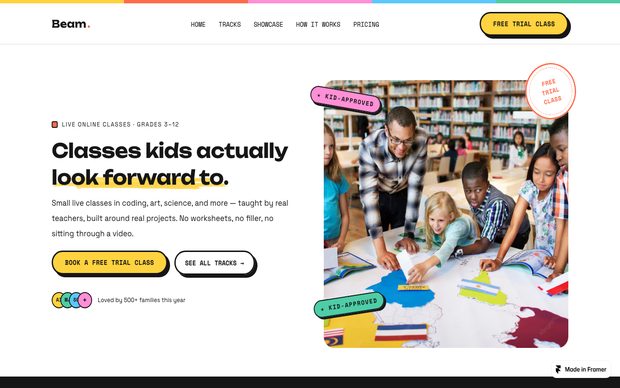 Beam.
HOME TRACKS SHOWCASE HOW IT WORKS PRICING
FREE TRIAL CLASS
LIVE ONLINE CLASSES · GRADES 3–12
Classes kids actually
look forward to.
Small live classes in coding, art, science, and more — taught by real
teachers, built around real projects. No worksheets, no filler, no
sitting through a video.
BOOK A FREE TRIAL CLASS
SEE ALL TRACKS →
Loved by 500+ families this year
+ KID-APPROVED
FREE
TRIAL
CLASS
+ KID-APPROVED
Made in Framer